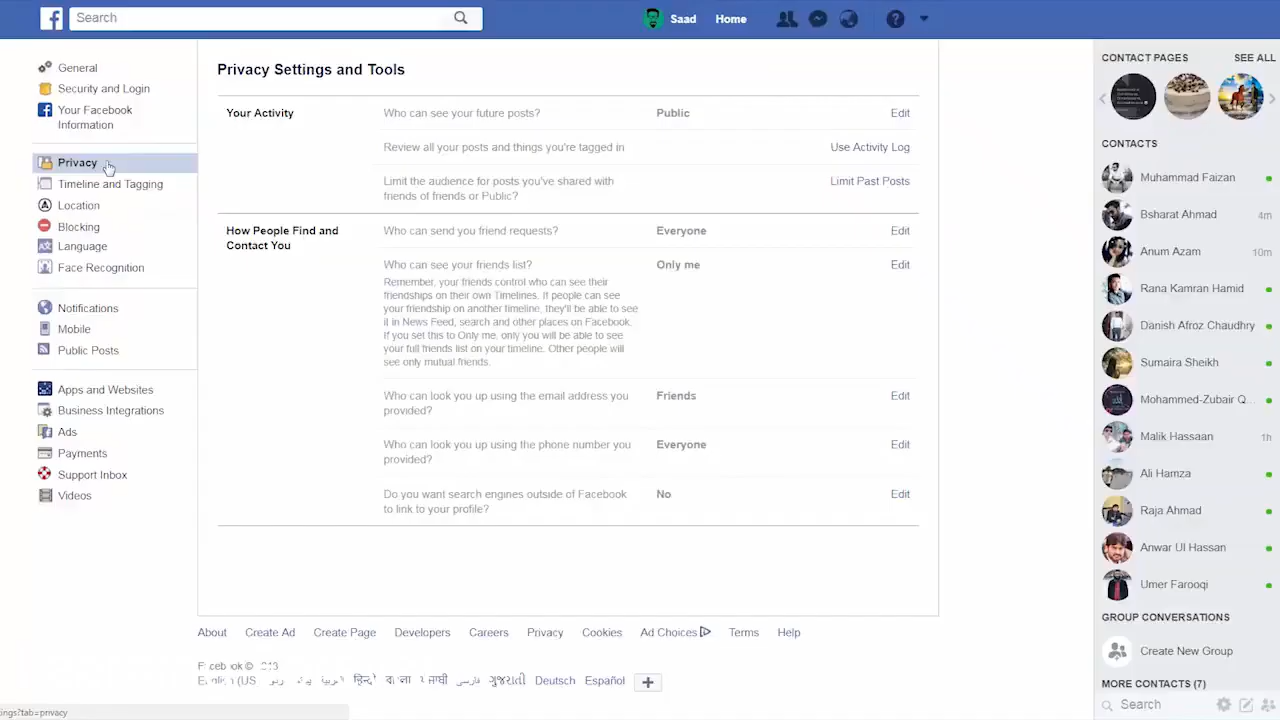 Search
Saad
Home
General
Security and Login
Your Facebook
Information
Privacy
Timeline and Tagging
Location
Blocking
Language
Face Recognition
Notifications
Mobile
Public Posts
Apps and Websites
Business Integrations
Ads
Payments
Support Inbox
Videos
Privacy Settings and Tools
Your Activity
Who can see your future posts?
Public
Edit
Review all your posts and things you're tagged in
Use Activity Log
Limit the audience for posts you've shared with
friends of friends or Public?
Limit Past Posts
How People Find and
Contact You
Who can send you friend requests?
Everyone
Edit
Who can see your friends list?
Only me
Edit
Remember, your friends control who can see their
friendships on their own Timelines. If people can see
your friendship on another timeline, they'll be able to see
it in News Feed, search and other places on Facebook.
If you set this to Only me, only you will be able to see
your full friends list on your timeline. Other people will
see only mutual friends.
Who can look you up using the email address you
provided?
Friends
Edit
Who can look you up using the phone number you
provided?
Everyone
Edit
Do you want search engines outside of Facebook
to link to your profile?
No
Edit
About Create Ad Create Page Developers Careers Privacy Cookies Ad Choices Terms Help
فارسی ગુજરાતી Deutsch Español
ings?tab=privacy
CONTACT PAGES SEE ALL
CONTACTS
Muhammad Faizan
Bsharat Ahmad 4m
Anum Azam 10m
Rana Kamran Hamid
Danish Afroz Chaudhry
Sumaira Sheikh
Mohammed-Zubair Q...
Malik Hassaan 1h
Ali Hamza
Raja Ahmad
Anwar Ul Hassan
Umer Farooqi
GROUP CONVERSATIONS
Create New Group
MORE CONTACTS (7)
Search